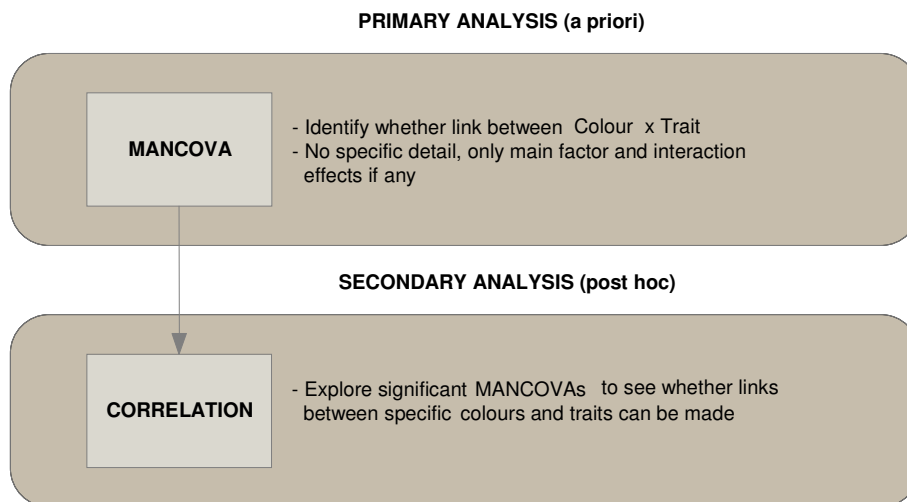 PRIMARY ANALYSIS (a priori)
MANCOVA
- Identify whether link between Colour x Trait
- No specific detail, only main factor and interaction
effects if any
SECONDARY ANALYSIS (post hoc)
CORRELATION
- Explore significant MANCOVAs to see whether links
between specific colours and traits can be made